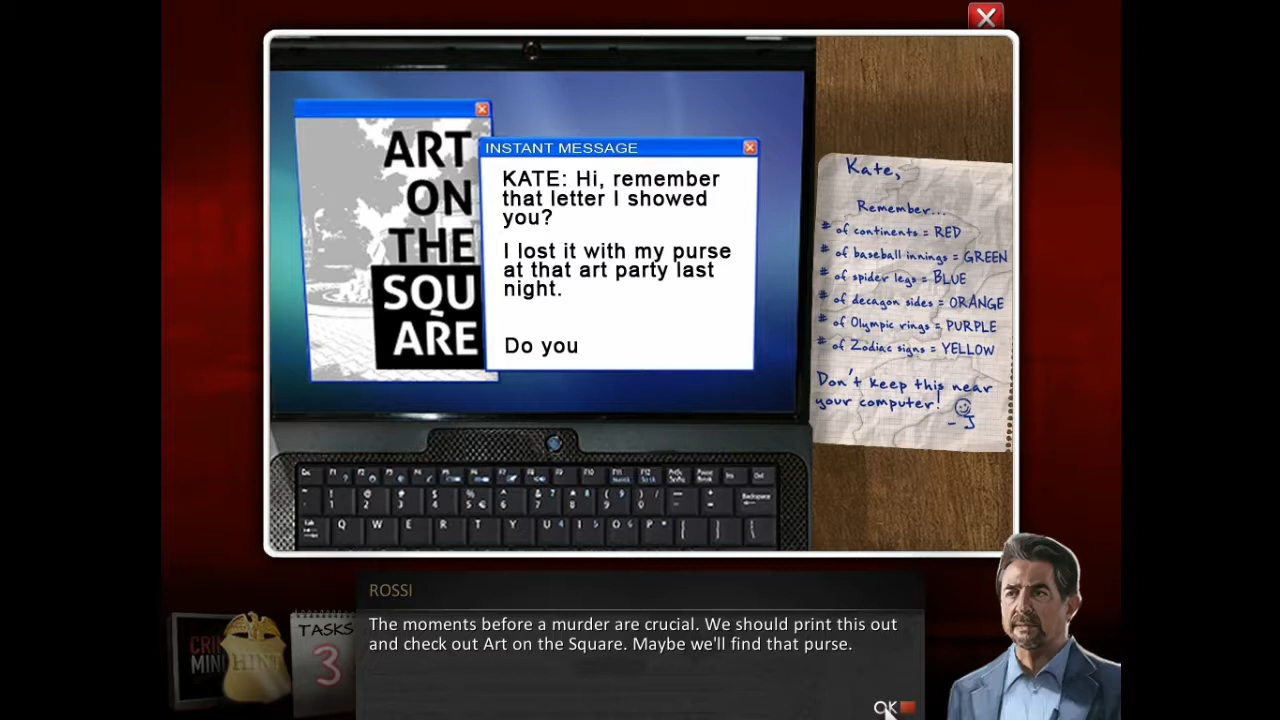 ART
ON
THE
SQU
ARE
INSTANT MESSAGE
KATE: Hi, remember
that letter I showed
you?
I lost it with my purse
at that art party last
night.
Do you
Kate,
Remember...
# of continents = RED
# of baseball innings = GREEN
# of spider legs = BLUE
# of decagon sides = ORANGE
# of Olympic rings = PURPLE
# of Zodiac signs = YELLOW
Don't keep this near
your computer!
- J
Q W E R T Y U I O P
HINT
TASKS
3
ROSSI
The moments before a murder are crucial. We should print this out
and check out Art on the Square. Maybe we'll find that purse.
OK